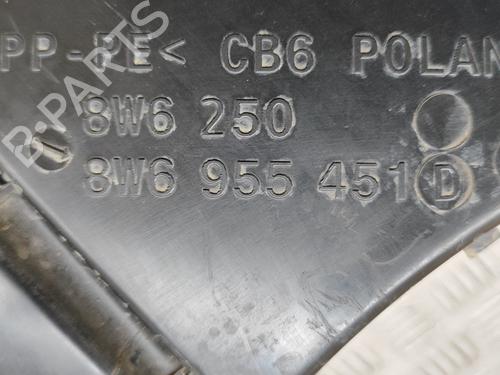 PP-PE< CB6 POLAN
8W6 250
8W6 955 451 D
B-PARTS